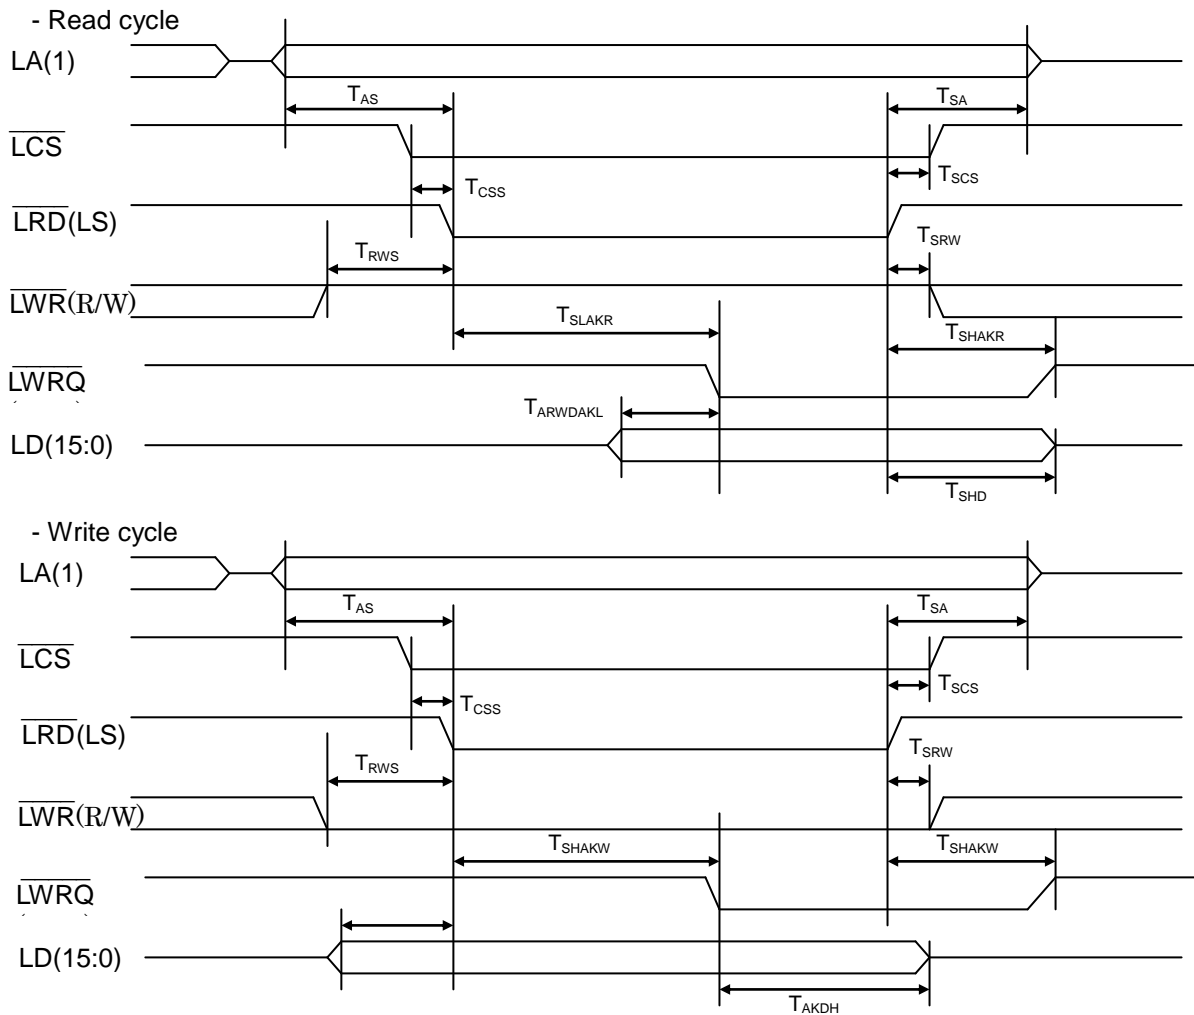 - Read cycle
LA(1)
TAS
TSA
LCS
TCSS
TSCS
LRD(LS)
TRWS
TSRW
LWR(R/W)
TSLAKR
TSHAKR
LWRQ
TARWDAKL
LD(15:0)
TSHD
- Write cycle
LA(1)
TAS
TSA
LCS
TCSS
TSCS
LRD(LS)
TRWS
TSRW
LWR(R/W)
TSHAKW
TSHAKW
LWRQ
LD(15:0)
TAKDH